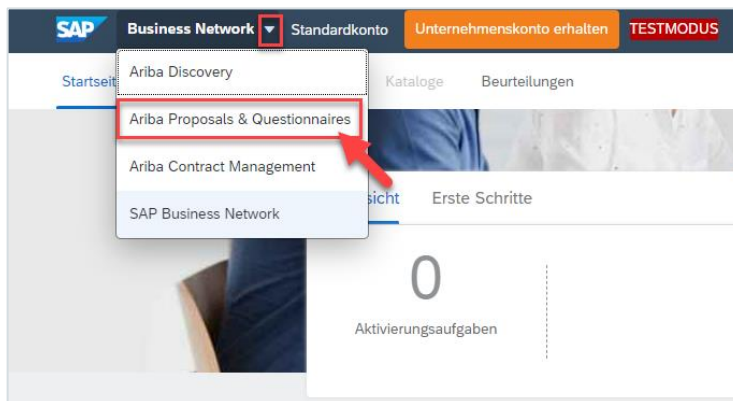 SAP Business Network Standardkonto Unternehmenskonto erhalten TESTMODUS
Startseit Kataloge Beurteilungen
Ariba Discovery
Ariba Proposals & Questionnaires
Ariba Contract Management
SAP Business Network
sicht Erste Schritte
0
Aktivierungsaufgaben